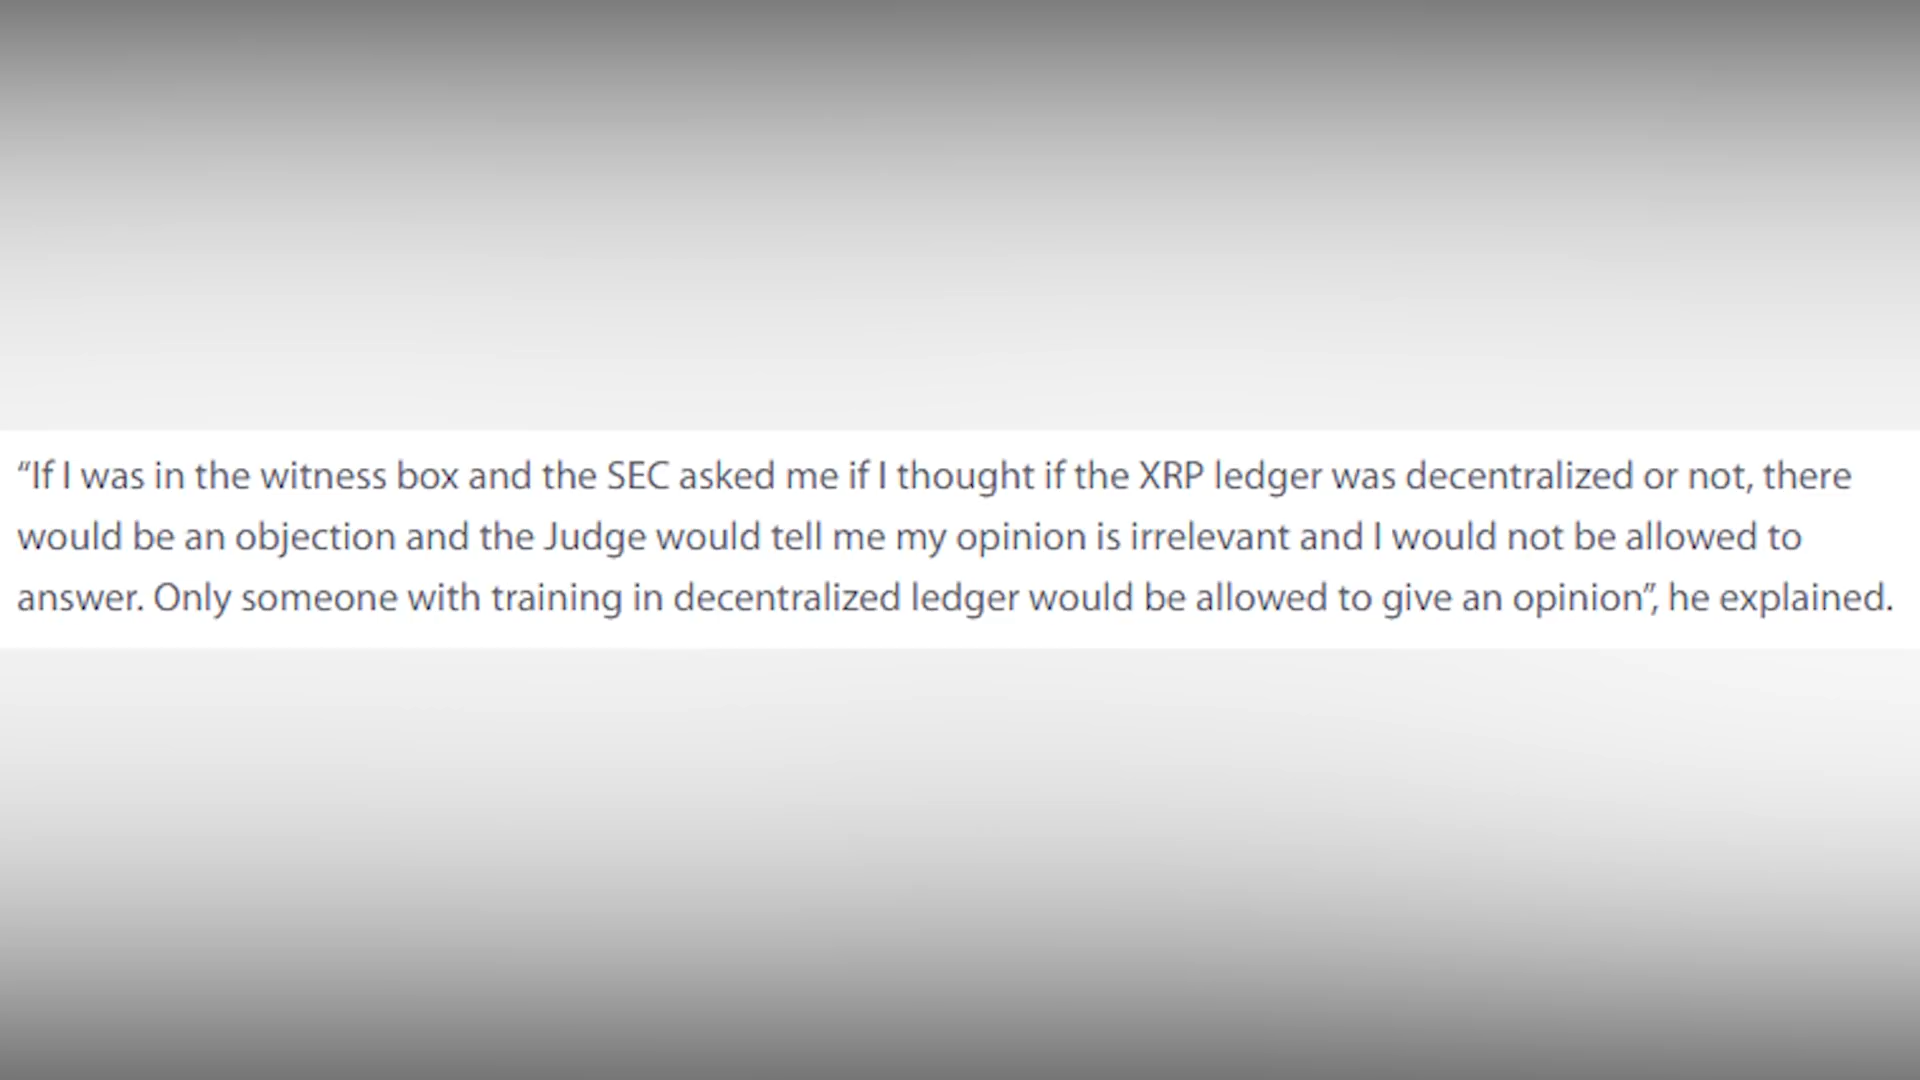 “If I was in the witness box and the SEC asked me if I thought if the XRP ledger was decentralized or not, there
would be an objection and the Judge would tell me my opinion is irrelevant and I would not be allowed to
answer. Only someone with training in decentralized ledger would be allowed to give an opinion”, he explained.